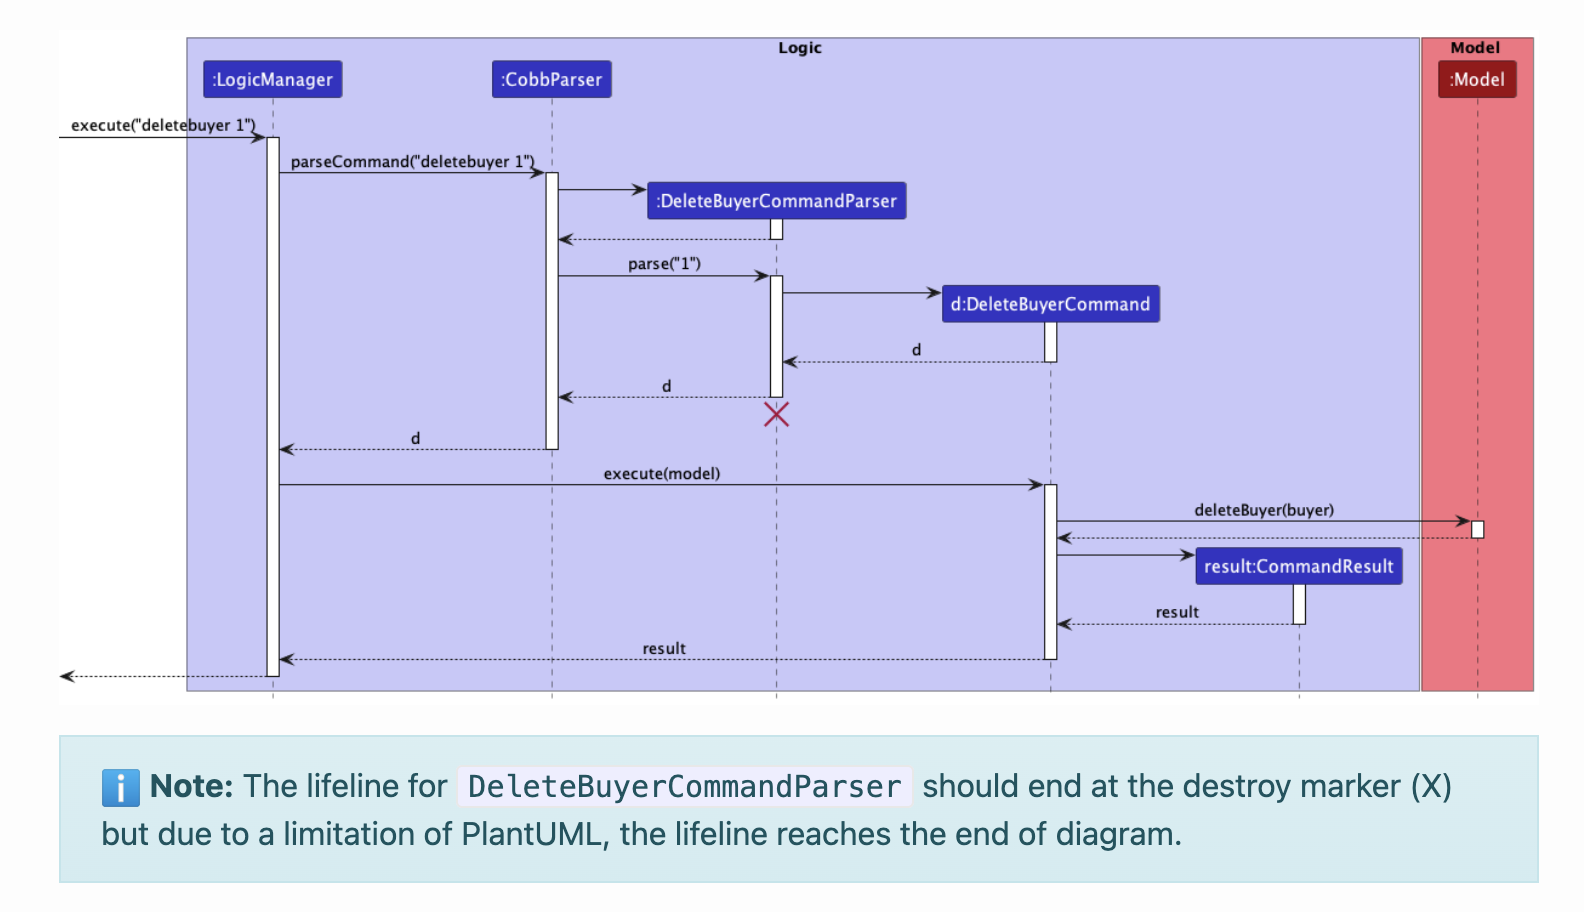 Logic
Model
:LogicManager
:CobbParser
:Model
execute("deletebuyer 1")
parseCommand("deletebuyer 1")
:DeleteBuyerCommandParser
parse("1")
d:DeleteBuyerCommand
d
d
d
execute(model)
deleteBuyer(buyer)
result:CommandResult
result
result
Note: The lifeline for DeleteBuyerCommandParser should end at the destroy marker (X)
but due to a limitation of PlantUML, the lifeline reaches the end of diagram.